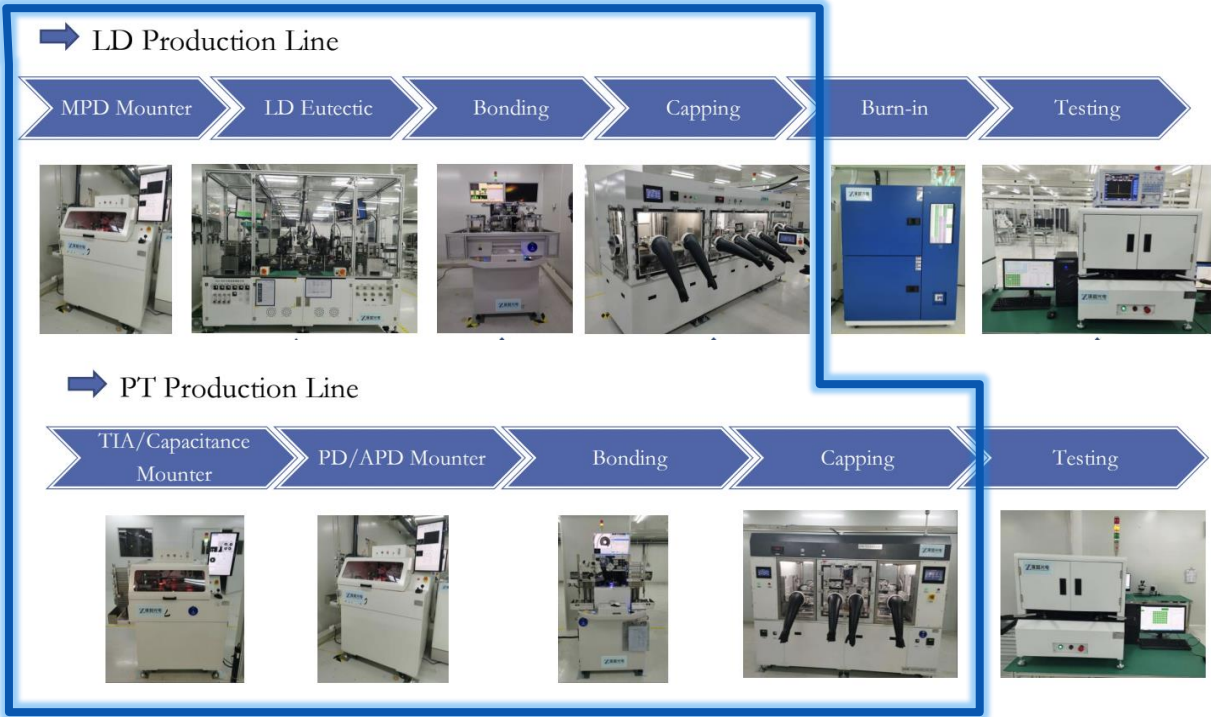 LD Production Line
MPD Mounter
LD Eutectic
Bonding
Capping
Burn-in
Testing
PT Production Line
TIA/Capacitance
Mounter
PD/APD Mounter
Bonding
Capping
Testing